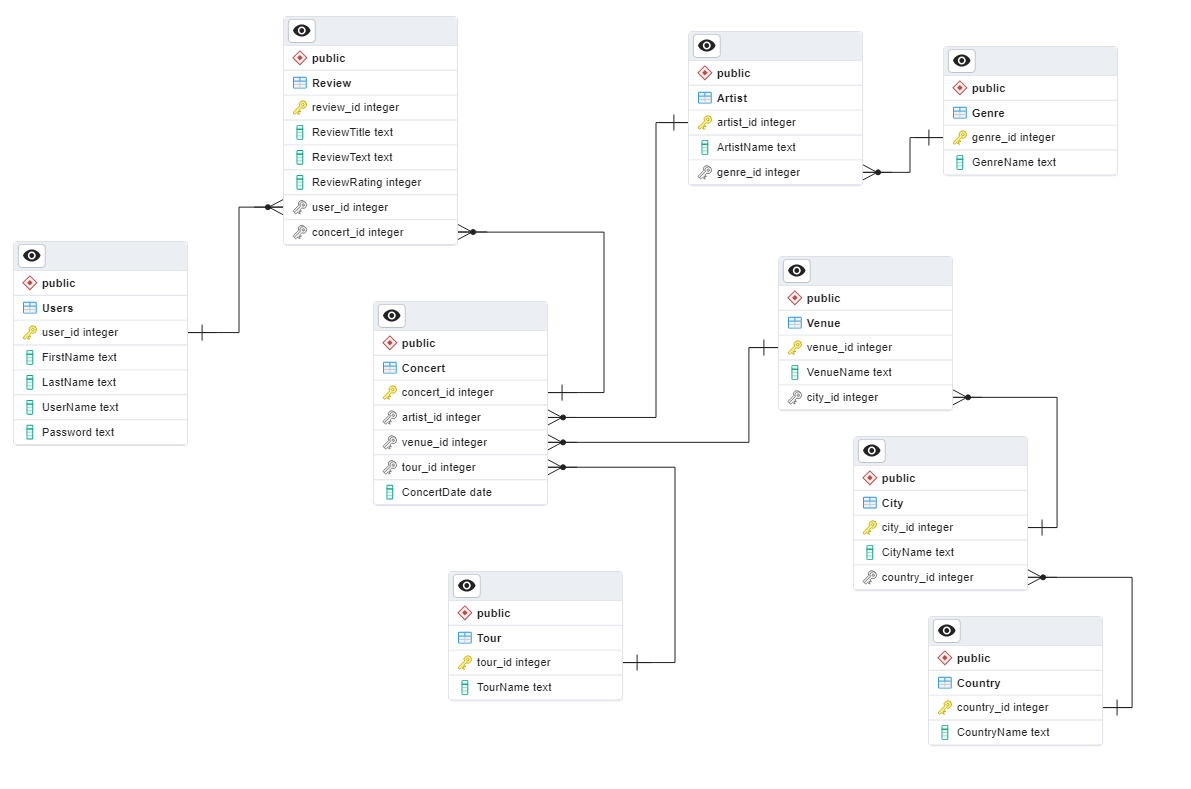 public
Review
review_id integer
ReviewTitle text
ReviewText text
ReviewRating integer
user_id integer
concert_id integer
public
Artist
artist_id integer
ArtistName text
genre_id integer
public
Genre
genre_id integer
GenreName text
public
Users
user_id integer
FirstName text
LastName text
UserName text
Password text
public
Concert
concert_id integer
artist_id integer
venue_id integer
tour_id integer
ConcertDate date
public
Venue
venue_id integer
VenueName text
city_id integer
public
City
city_id integer
CityName text
country_id integer
public
Tour
tour_id integer
TourName text
public
Country
country_id integer
CountryName text